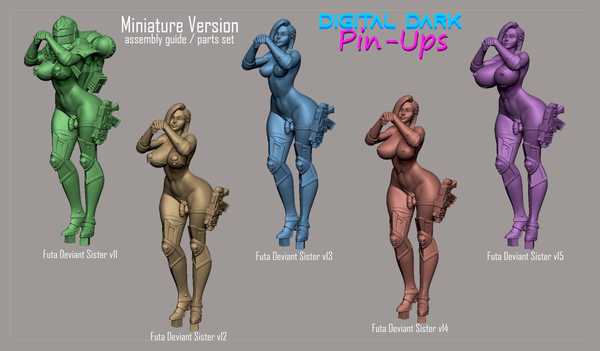 Miniature Version
assembly guide / parts set
DIGITAL DARK
Pin-Ups
Futa Deviant Sister v11
Futa Deviant Sister v12
Futa Deviant Sister v13
Futa Deviant Sister v14
Futa Deviant Sister v15